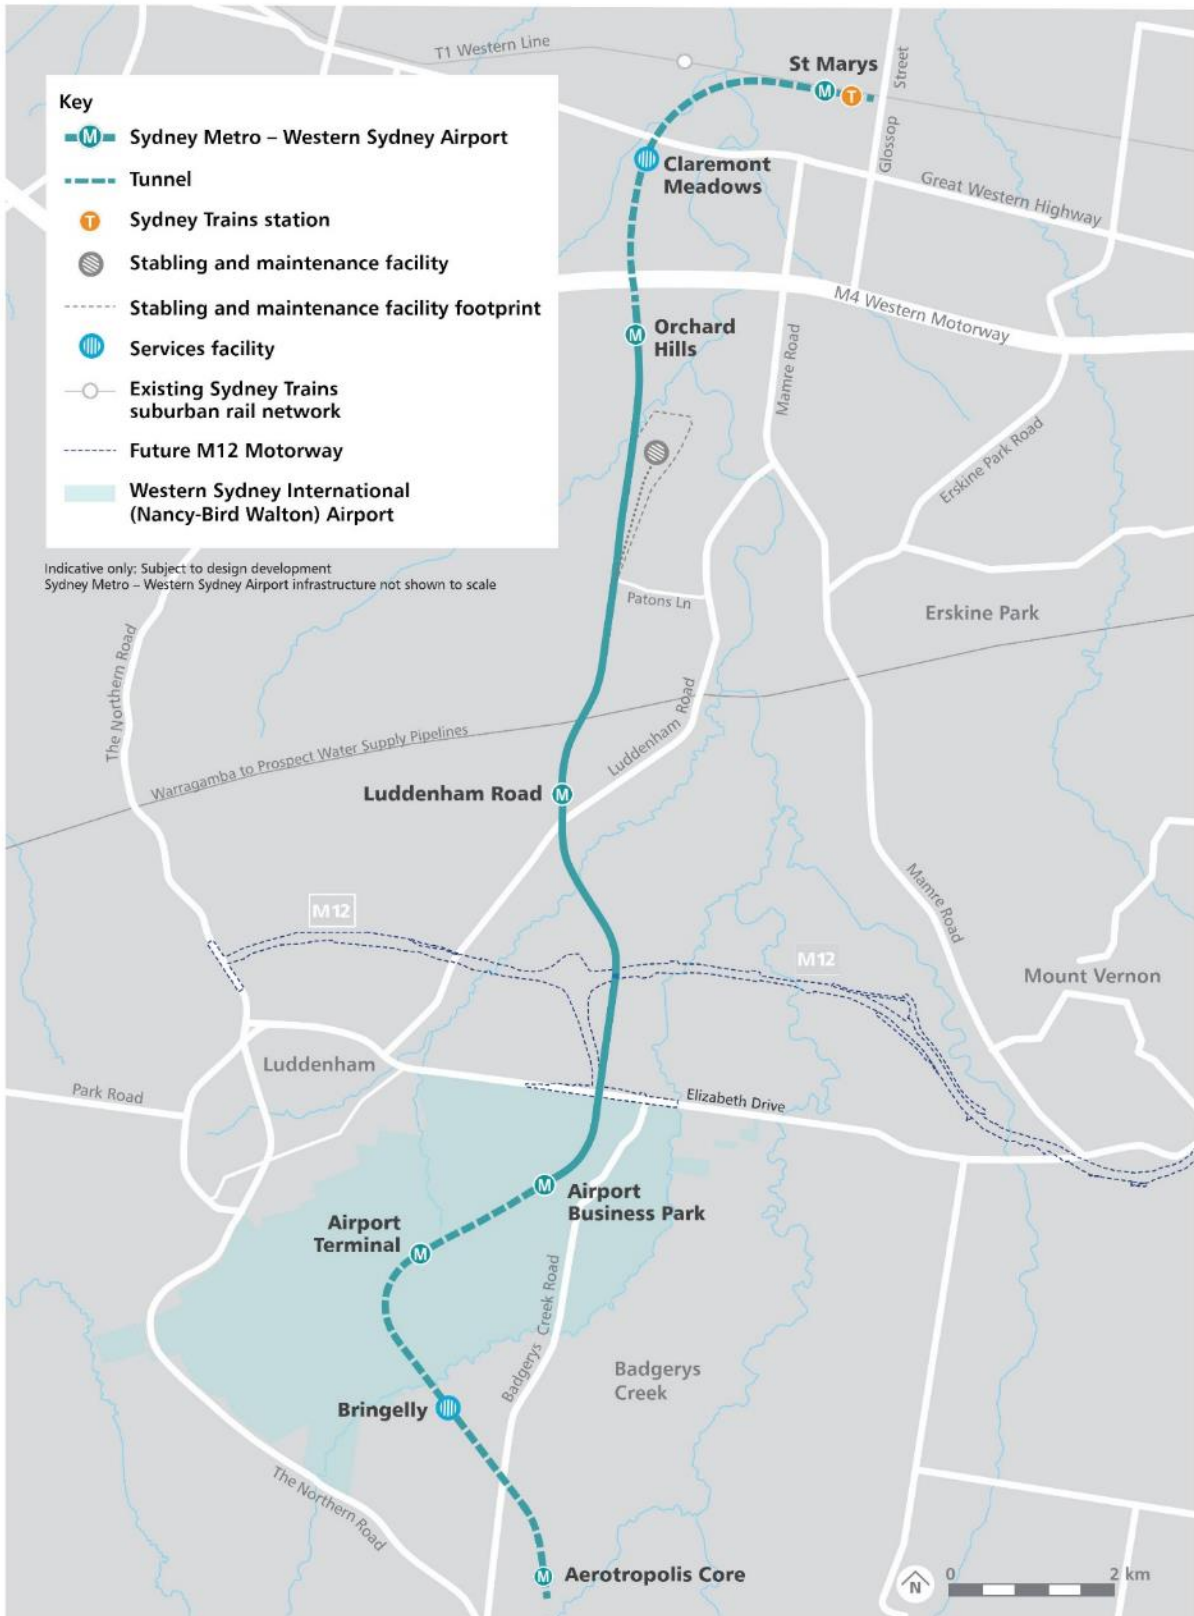 T1 Western Line
St Marys
M
T
Glossop Street
Key
M
Sydney Metro – Western Sydney Airport
Tunnel
T
Sydney Trains station
Stabling and maintenance facility
Stabling and maintenance facility footprint
Services facility
Existing Sydney Trains
suburban rail network
Future M12 Motorway
Western Sydney International
(Nancy-Bird Walton) Airport
Indicative only: Subject to design development
Sydney Metro – Western Sydney Airport infrastructure not shown to scale
Claremont
Meadows
Great Western Highway
M4 Western Motorway
M
Orchard
Hills
Mamre Road
Erskine Park Road
Patons Ln
Erskine Park
The Northern Road
Luddenham Road
Warragamba to Prospect Water Supply Pipelines
Luddenham Road
M
Mamre Road
M12
M12
Mount Vernon
Luddenham
Park Road
Elizabeth Drive
M
Airport
Business Park
Airport
Terminal
M
Badgerys Creek Road
Badgerys
Creek
Bringelly
The Northern Road
M
Aerotropolis Core
N
0
2 km